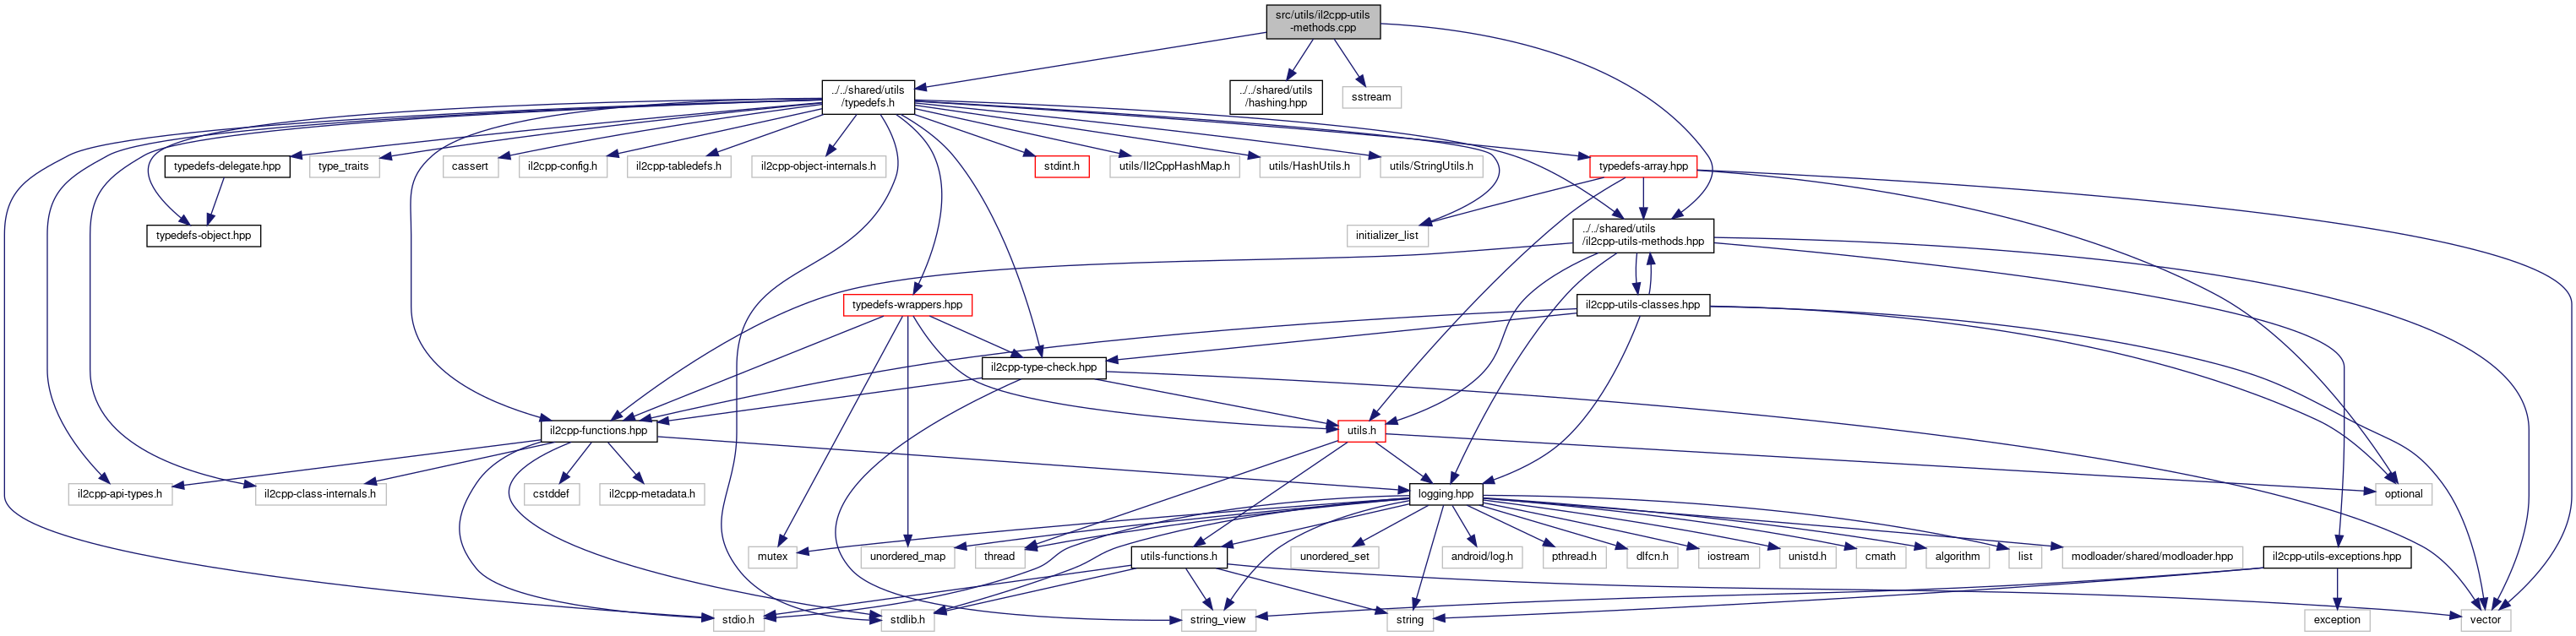 src/utils/il2cpp-utils
-methods.cpp
../../shared/utils
/typedefs.h
../../shared/utils
/hashing.hpp
sstream
typedefs-delegate.hpp
type_traits
cassert
il2cpp-config.h
il2cpp-tabledefs.h
il2cpp-object-internals.h
stdint.h
utils/Il2CppHashMap.h
utils/HashUtils.h
utils/StringUtils.h
typedefs-array.hpp
typedefs-object.hpp
initializer_list
../../shared/utils
/il2cpp-utils-methods.hpp
typedefs-wrappers.hpp
il2cpp-utils-classes.hpp
il2cpp-type-check.hpp
il2cpp-functions.hpp
utils.h
il2cpp-api-types.h
il2cpp-class-internals.h
cstddef
il2cpp-metadata.h
logging.hpp
optional
mutex
unordered_map
thread
utils-functions.h
unordered_set
android/log.h
pthread.h
dlfcn.h
iostream
unistd.h
cmath
algorithm
list
modloader/shared/modloader.hpp
il2cpp-utils-exceptions.hpp
stdio.h
stdlib.h
string_view
string
exception
vector